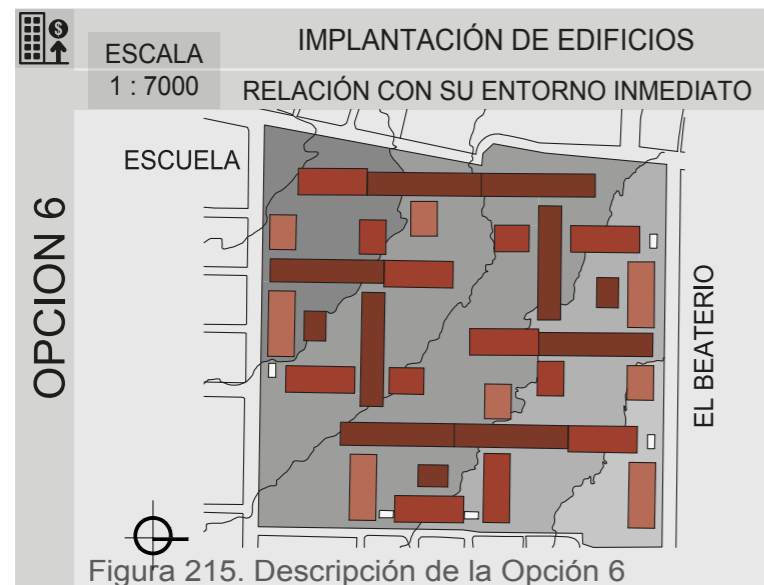 IMPLANTACIÓN DE EDIFICIOS
ESCALA
1 : 7000
RELACIÓN CON SU ENTORNO INMEDIATO
ESCUELA
OPCION 6
EL BEATERIO
Figura 215. Descripción de la Opción 6